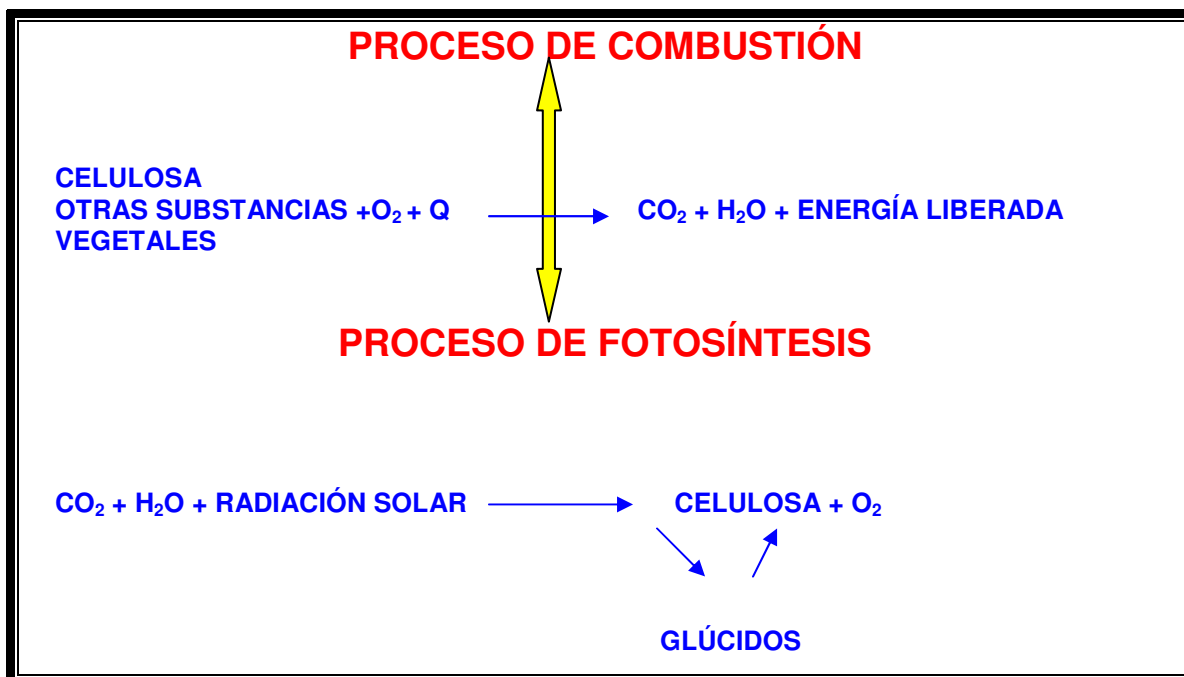 PROCESO DE COMBUSTIÓN
CELULOSA
OTRAS SUBSTANCIAS +O₂ + Q
VEGETALES
CO₂ + H₂O + ENERGÍA LIBERADA
PROCESO DE FOTOSÍNTESIS
CO₂ + H₂O + RADIACIÓN SOLAR
CELULOSA + O₂
GLÚCIDOS